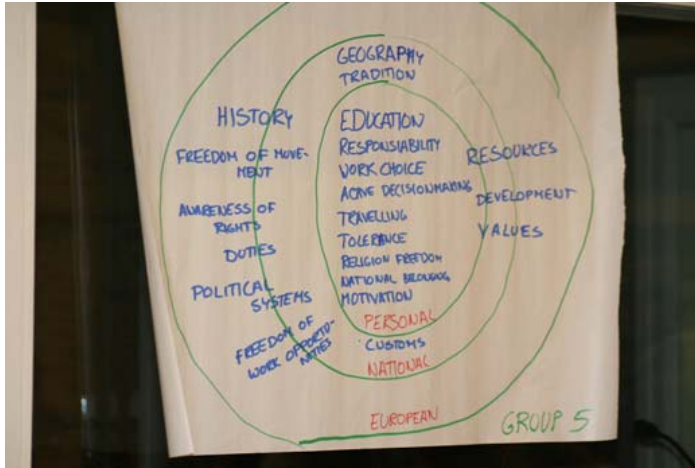 GEOGRAPHY
TRADITION
HISTORY
FREEDOM OF MOVE-
MENT
AWARENESS OF
RIGHTS
DUTIES
POLITICAL
SYSTEMS
FREEDOM OF
WORK OPPORTU-
NITIES
EDUCATION
RESPONSIABILITY
WORK CHOICE
ACTIVE DECISIONMAKING
TRAVELLING
TOLERANCE
RELIGION FREEDOM
NATIONAL BELONGING
MOTIVATION
PERSONAL
CUSTOMS
NATIONAL
EUROPEAN
RESOURCES
DEVELOPMENT
VALUES
GROUP 5